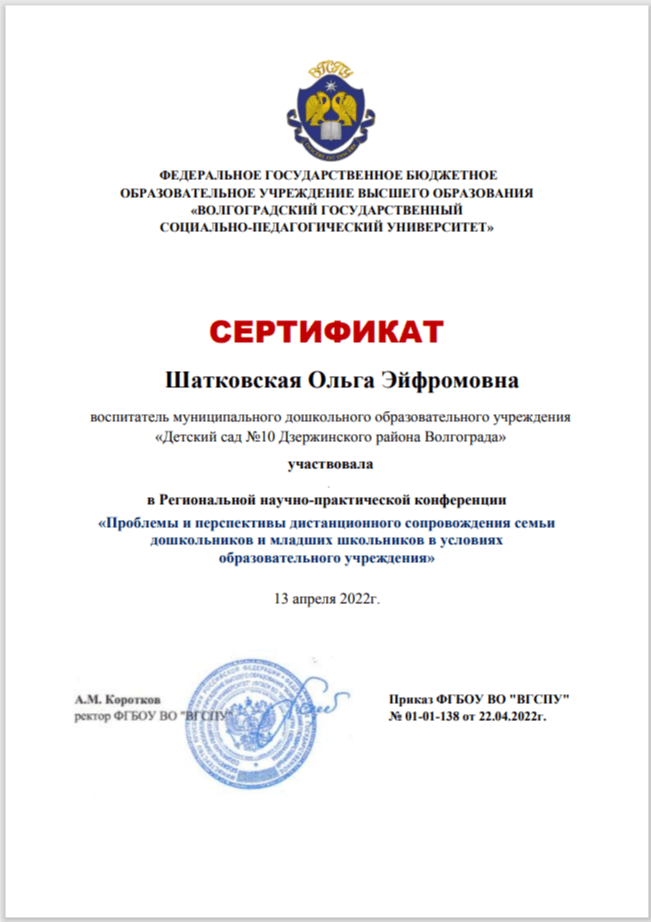 ВГСПУ
ФЕДЕРАЛЬНОЕ ГОСУДАРСТВЕННОЕ БЮДЖЕТНОЕ
ОБРАЗОВАТЕЛЬНОЕ УЧРЕЖДЕНИЕ ВЫСШЕГО ОБРАЗОВАНИЯ
«ВОЛГОГРАДСКИЙ ГОСУДАРСТВЕННЫЙ
СОЦИАЛЬНО-ПЕДАГОГИЧЕСКИЙ УНИВЕРСИТЕТ»
СЕРТИФИКАТ
Шатковская Ольга Эйфромовна
воспитатель муниципального дошкольного образовательного учреждения
«Детский сад №10 Дзержинского района Волгограда»
участвовала
в Региональной научно-практической конференции
«Проблемы и перспективы дистанционного сопровождения семьи
дошкольников и младших школьников в условиях
образовательного учреждения»
13 апреля 2022г.
А.М. Коротков
ректор ФГБОУ ВО "ВГСПУ"
Приказ ФГБОУ ВО "ВГСПУ"
№ 01-01-138 от 22.04.2022г.